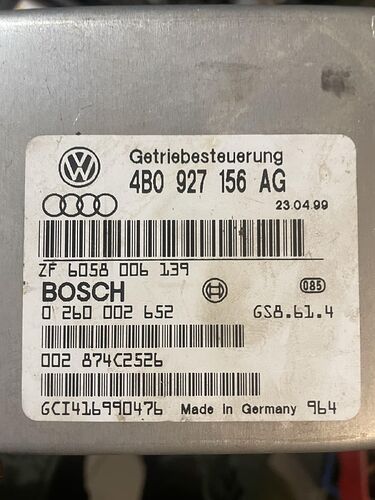 Getriebesteuerung
4B0 927 156 AG
23.04.99
ZF 6058 006 139
BOSCH 085
0 260 002 652 GS8.61.4
002 874C2526
GCI416990476 Made in Germany 964